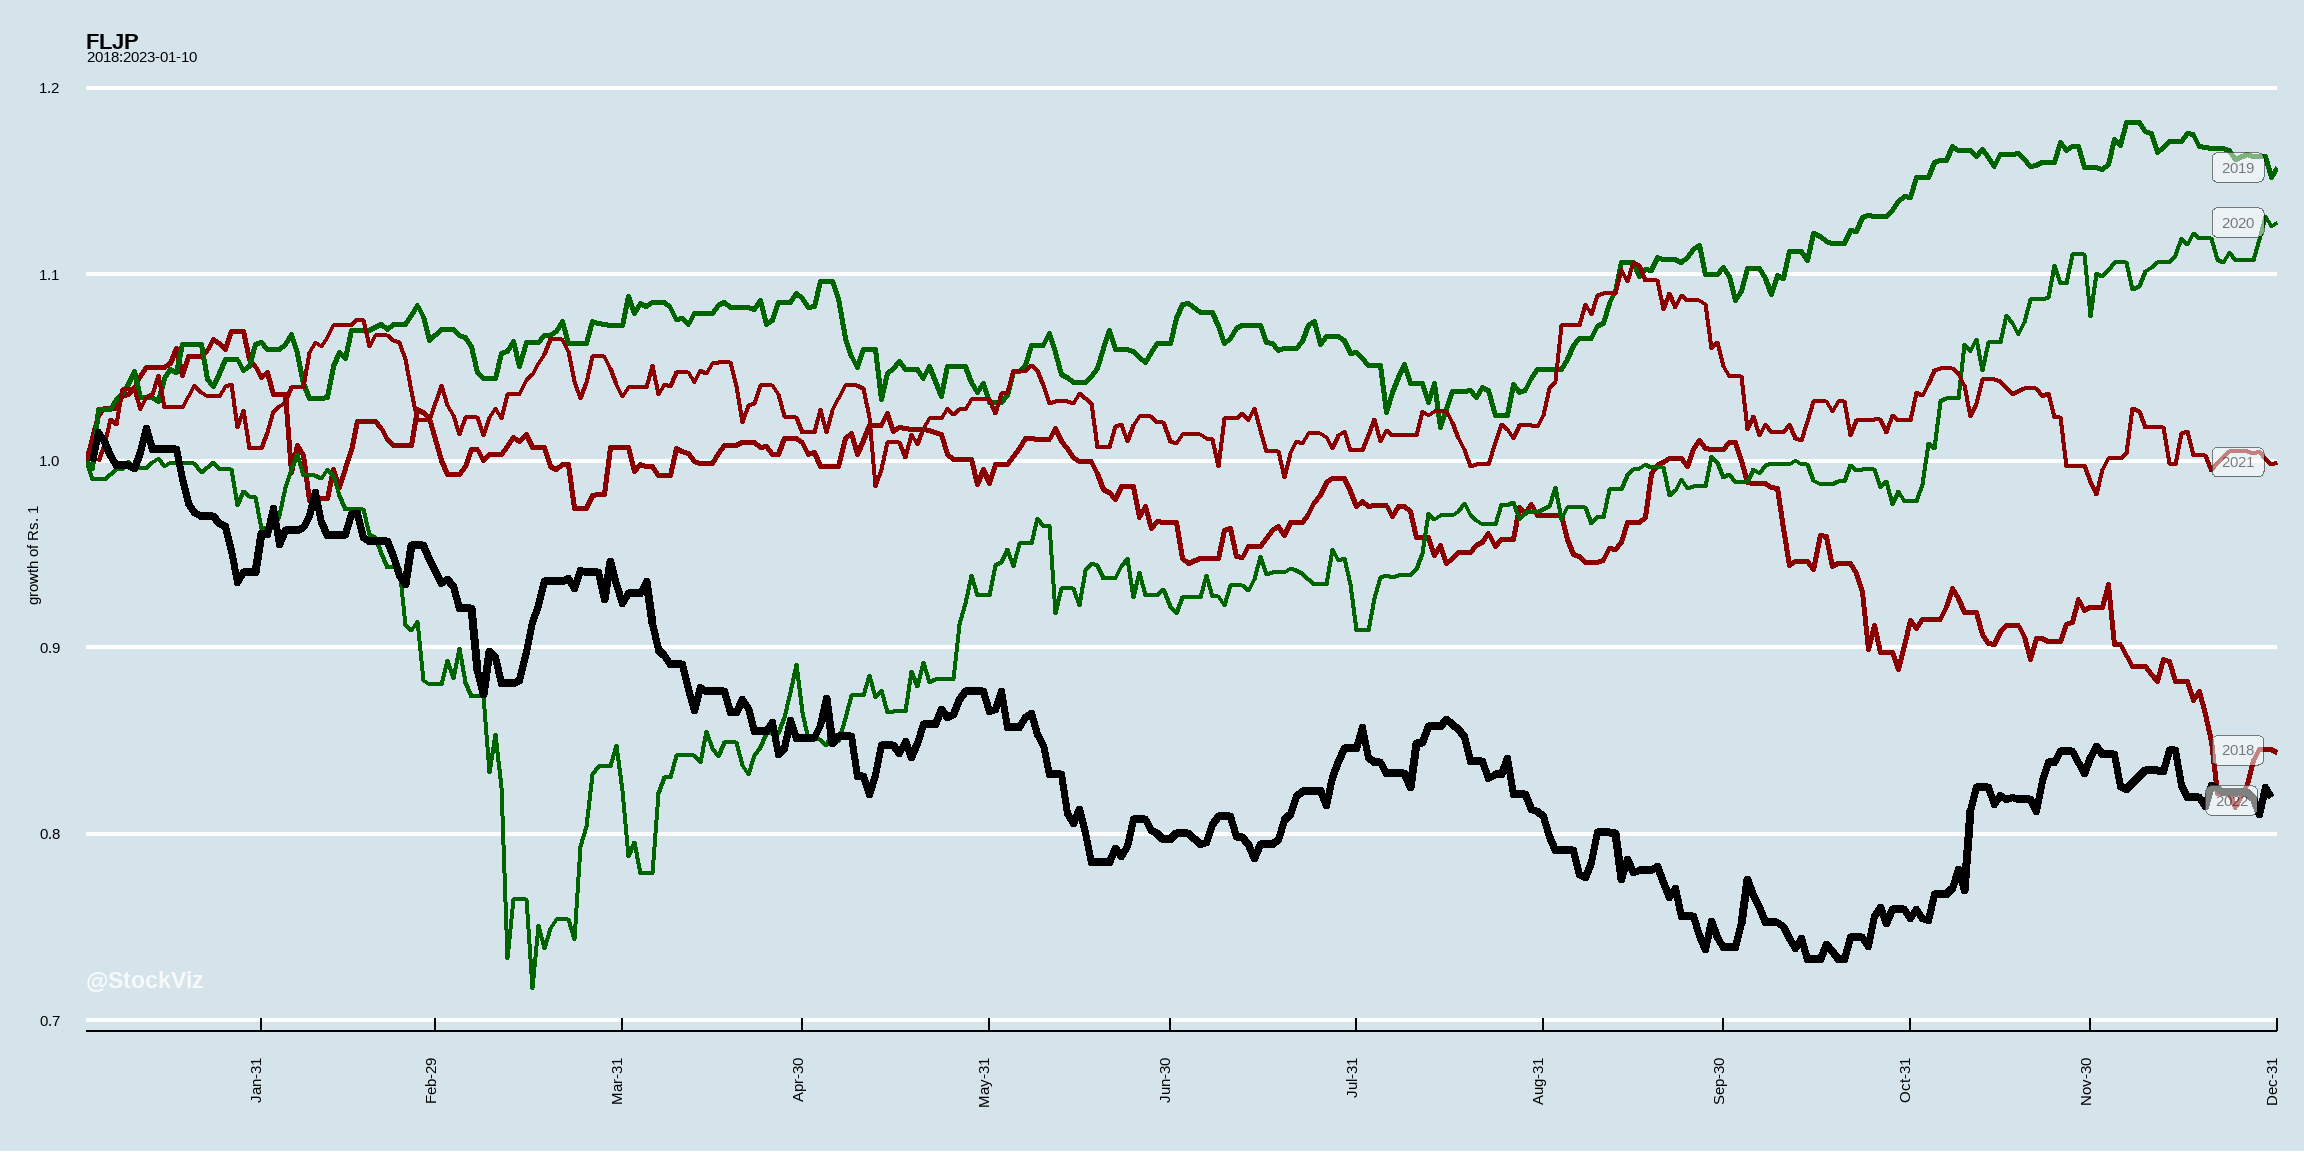 FLJP
2018:2023-01-10
1.2
1.1
1.0
0.9
0.8
0.7
growth of Rs. 1
2019
2020
2021
2018
2022
@StockViz
Jan-31
Feb-29
Mar-31
Apr-30
May-31
Jun-30
Jul-31
Aug-31
Sep-30
Oct-31
Nov-30
Dec-31